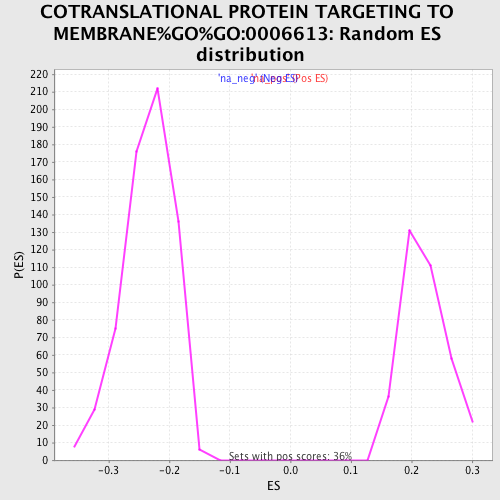 COTRANSLATIONAL PROTEIN TARGETING TO
MEMBRANE%GO%GO:0006613: Random ES
distribution
220
210
200
190
180
170
160
150
140
130
120
110
100
90
80
70
60
50
40
30
20
10
0
P(ES)
'na_neg' (Neg ES)
'na_pos' (Pos ES)
Sets with pos scores: 36%
-0.3 -0.2 -0.1 0.0 0.1 0.2 0.3
ES